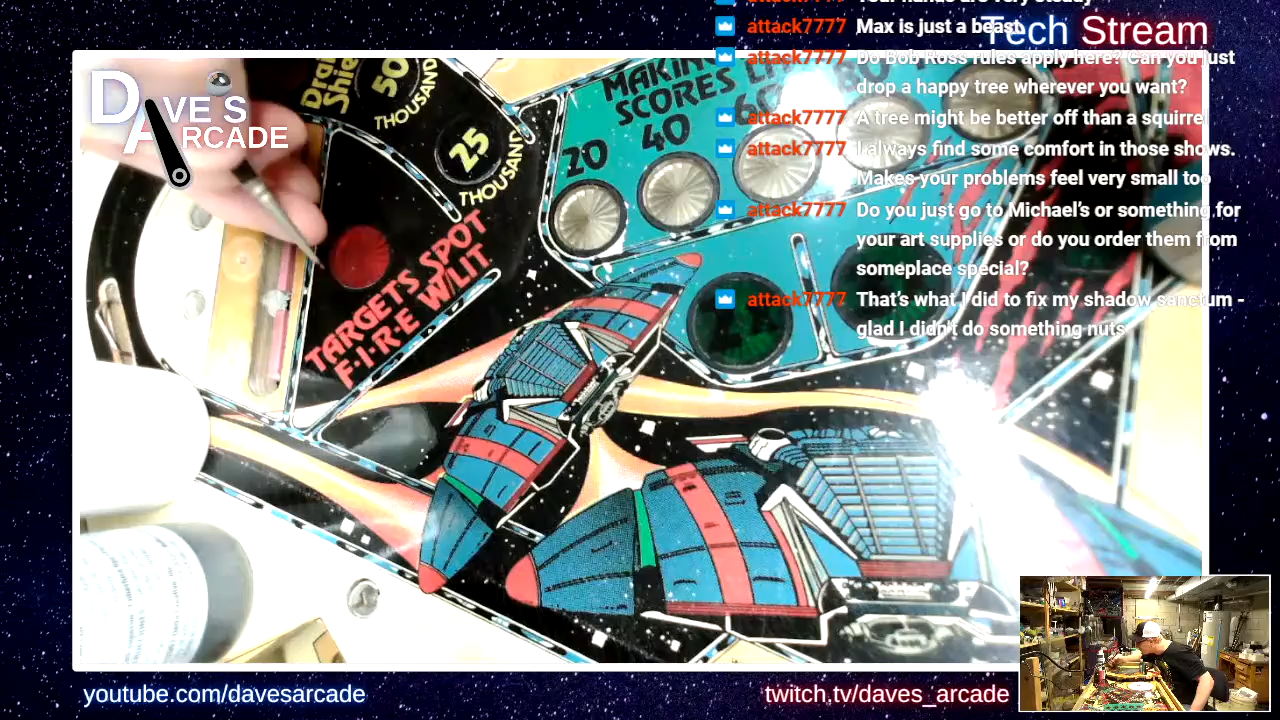 Tech Stream
DAVE'S
ARCADE
attack7777 Max is just a beast
attack7777 Do Bob Ross rules apply here? Can you just
drop a happy tree wherever you want?
attack7777 A tree might be better off than a squirrel
attack7777 I always find some comfort in those shows.
Makes your problems feel very small too
attack7777 Do you just go to Michael's or something for
your art supplies or do you order them from
someplace special?
attack7777 That's what I did to fix my shadow sanctum -
glad I didn't do something nuts
50
THOUSAND
25
THOUSAND
MAKING
SCORES
20
40
60
TARGETS SPOT
F·I·R·E W/LIT
youtube.com/davesarcade
twitch.tv/daves_arcade